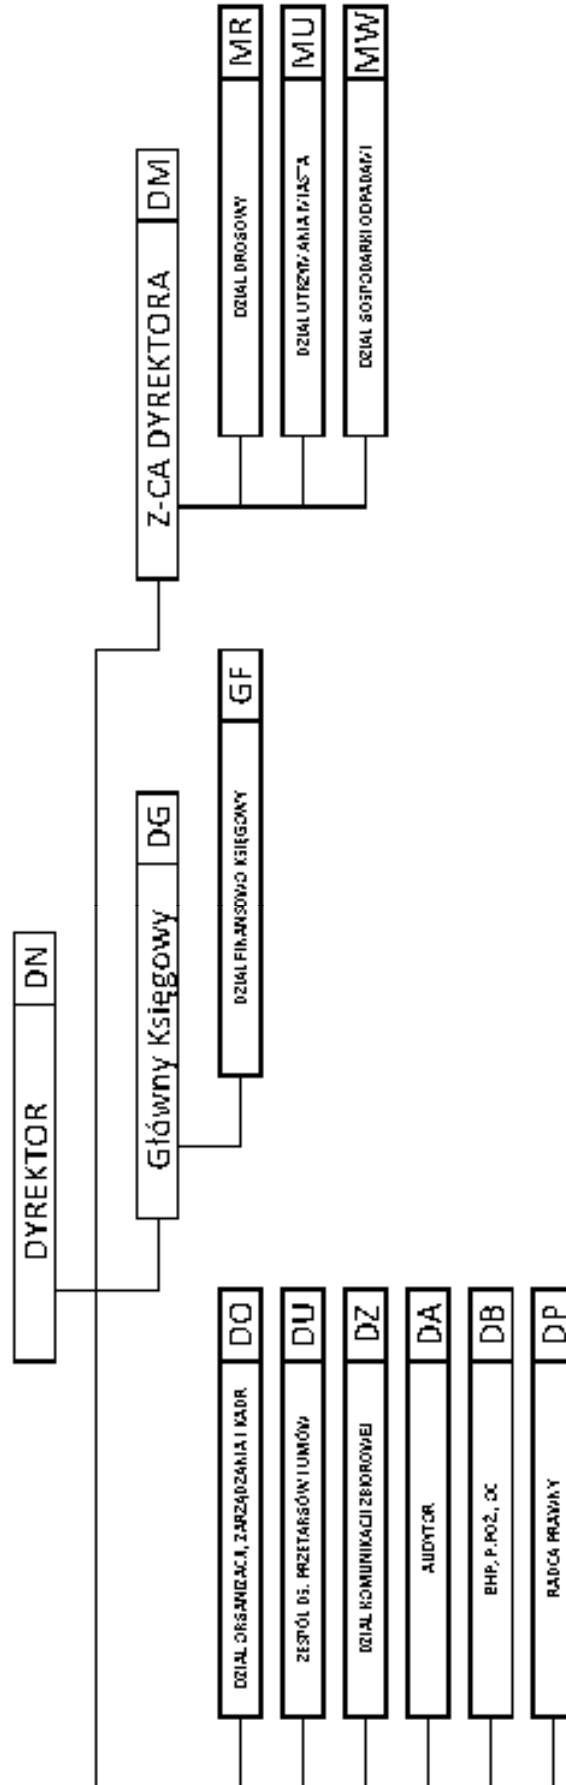 DYREKTOR DN
Główny Księgowy DG
Z-CA DYREKTORA DM
DZIAŁ ORGANIZACJI, ZARZĄDZANIA I KADR DO
ZESPÓŁ DS. PRZETARGÓW I UMÓW DU
DZIAŁ KOMUNIKACJI ZBIOROWEJ DZ
AUDYTOR DA
BHP, P.POŻ., OC DB
RADCA PRAWNY DP
DZIAŁ FINANSOWO KSIĘGOWY GF
DZIAŁ DROGOWY MR
DZIAŁ UTRZYMANIA MIASTA MU
DZIAŁ GOSPODARKI ODPADAMI MW